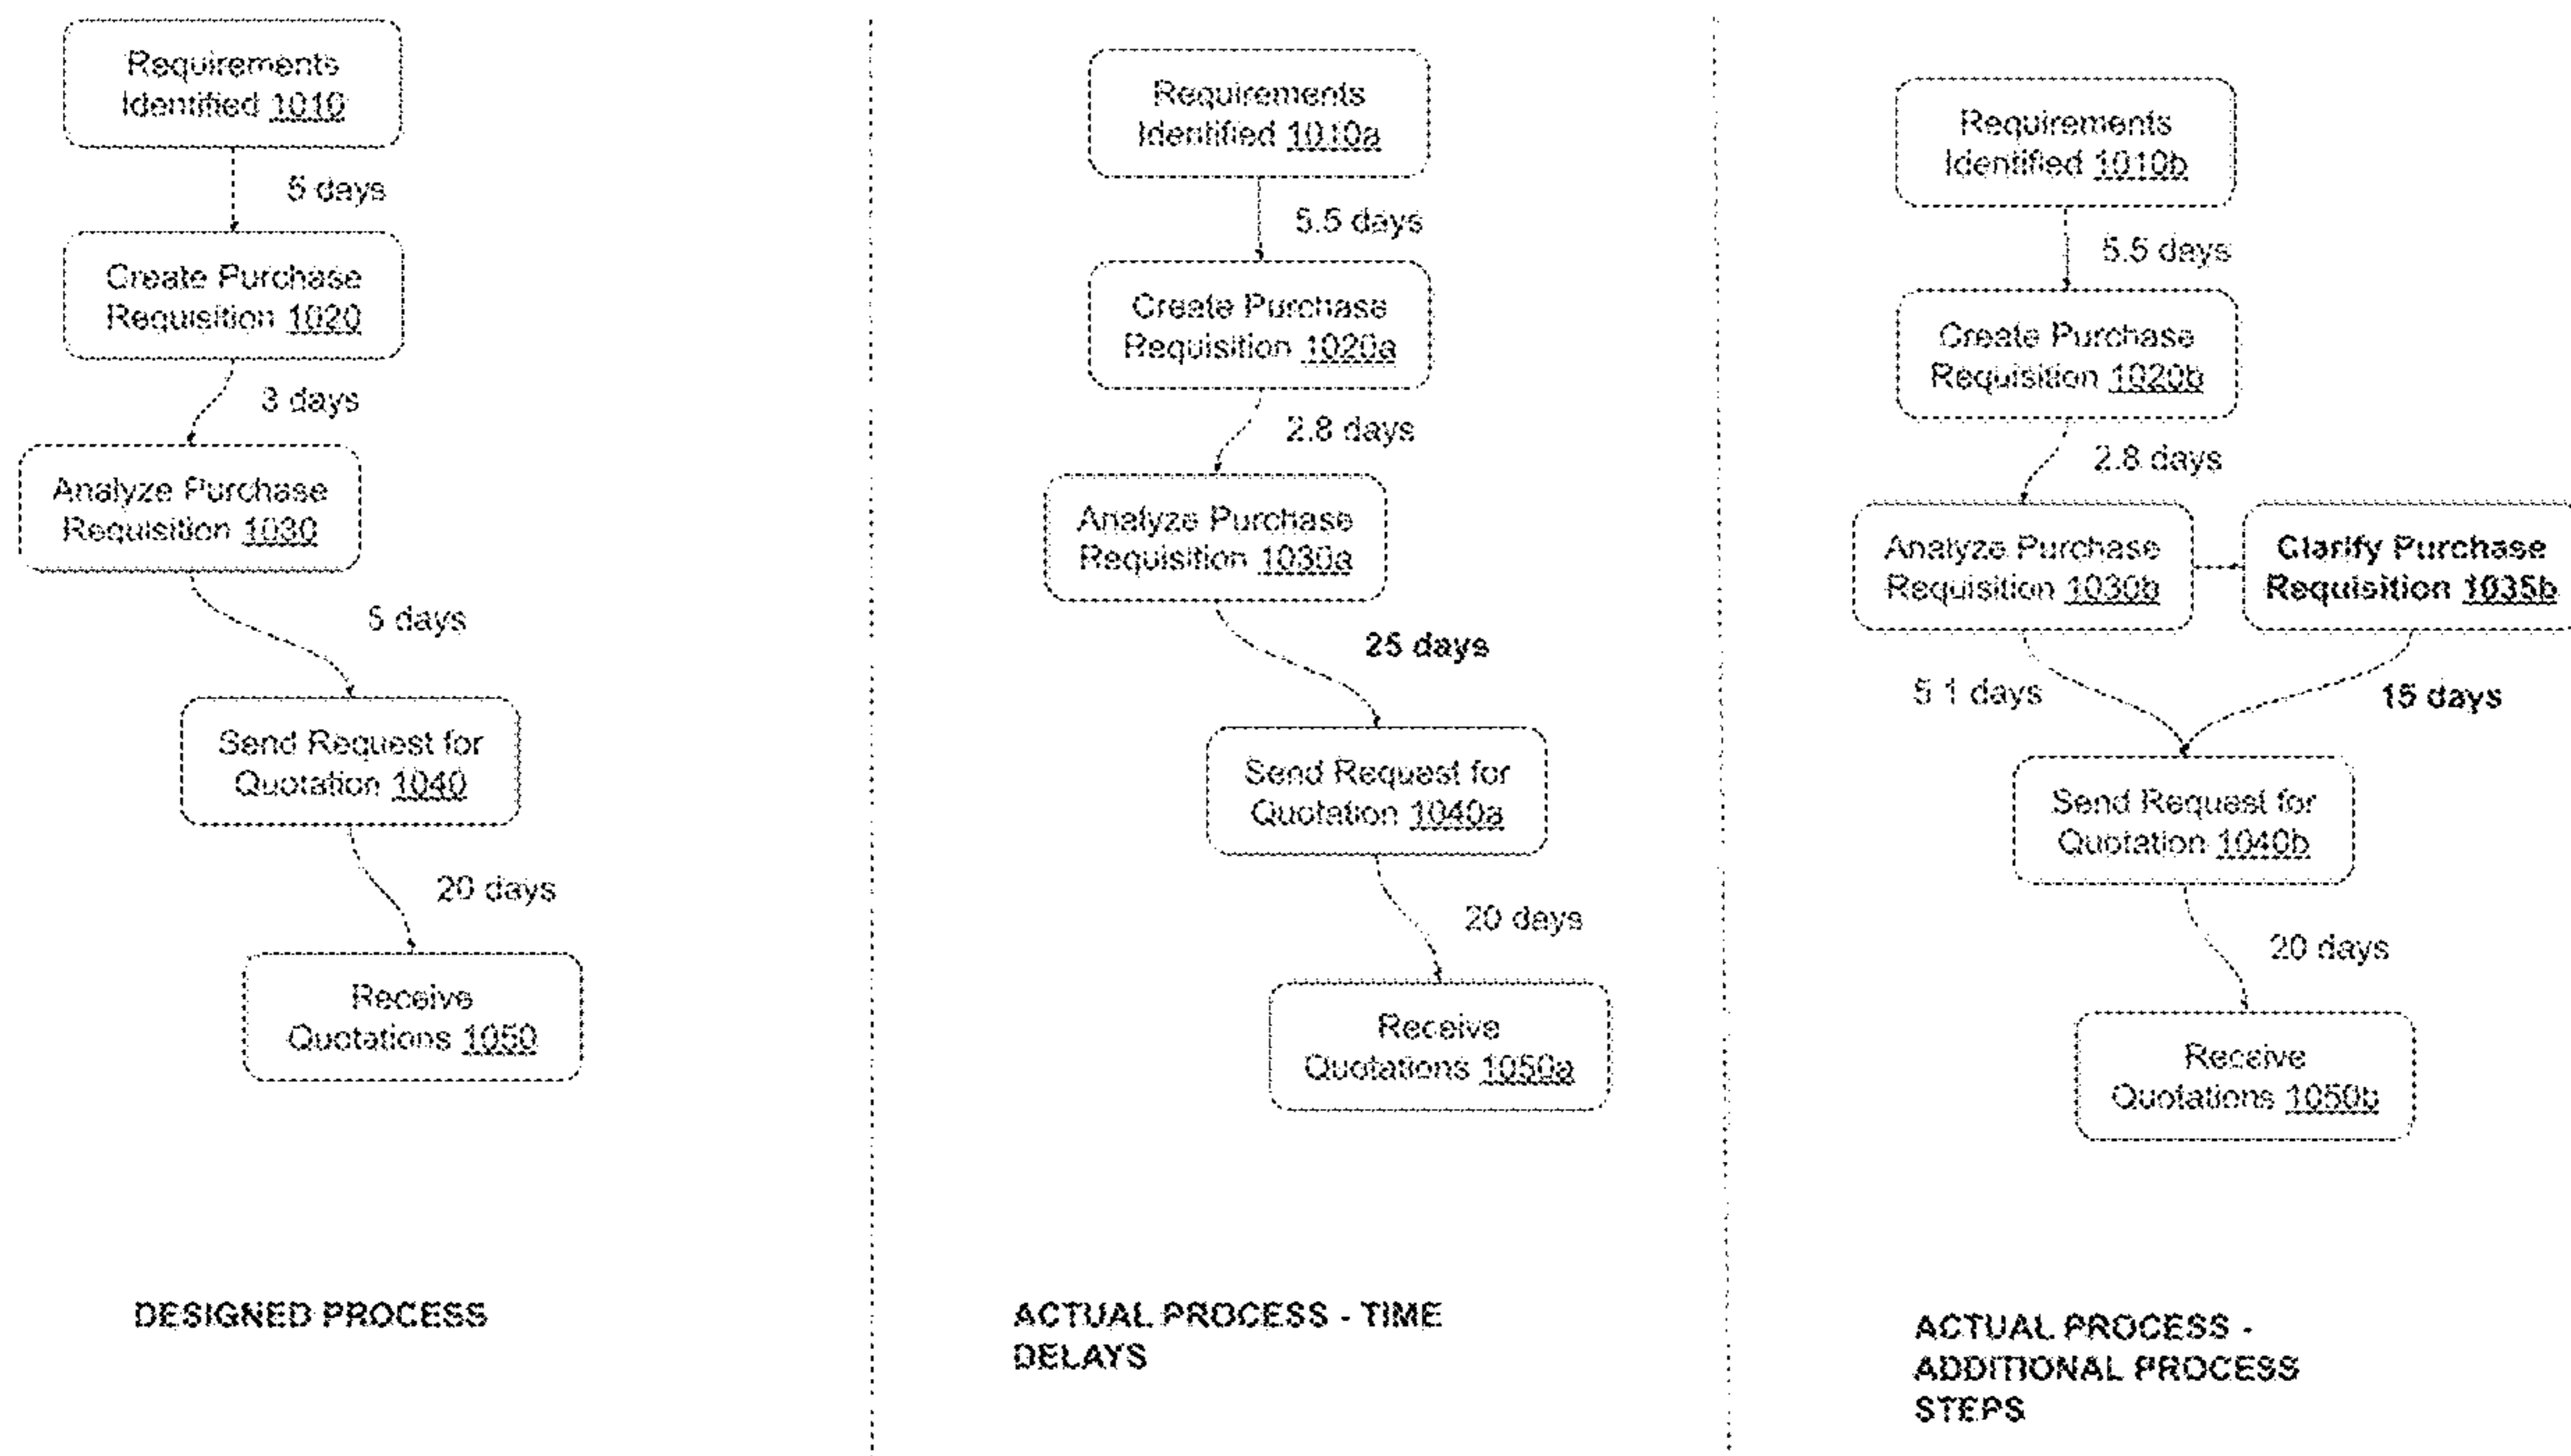 Requirements
Identified 1010
5 days
Create Purchase
Requisition 1020
3 days
Analyze Purchase
Requisition 1030
5 days
Send Request for
Quotation 1040
20 days
Receive
Quotations 1050
DESIGNED PROCESS
Requirements
Identified 1010a
5.5 days
Create Purchase
Requisition 1020a
2.8 days
Analyze Purchase
Requisition 1030a
25 days
Send Request for
Quotation 1040a
20 days
Receive
Quotations 1050a
ACTUAL PROCESS - TIME
DELAYS
Requirements
Identified 1010b
5.5 days
Create Purchase
Requisition 1020b
2.8 days
Analyze Purchase
Requisition 1030b
Clarify Purchase
Requisition 1035b
5 1 days
15 days
Send Request for
Quotation 1040b
20 days
Receive
Quotations 1050b
ACTUAL PROCESS -
ADDITIONAL PROCESS
STEPS